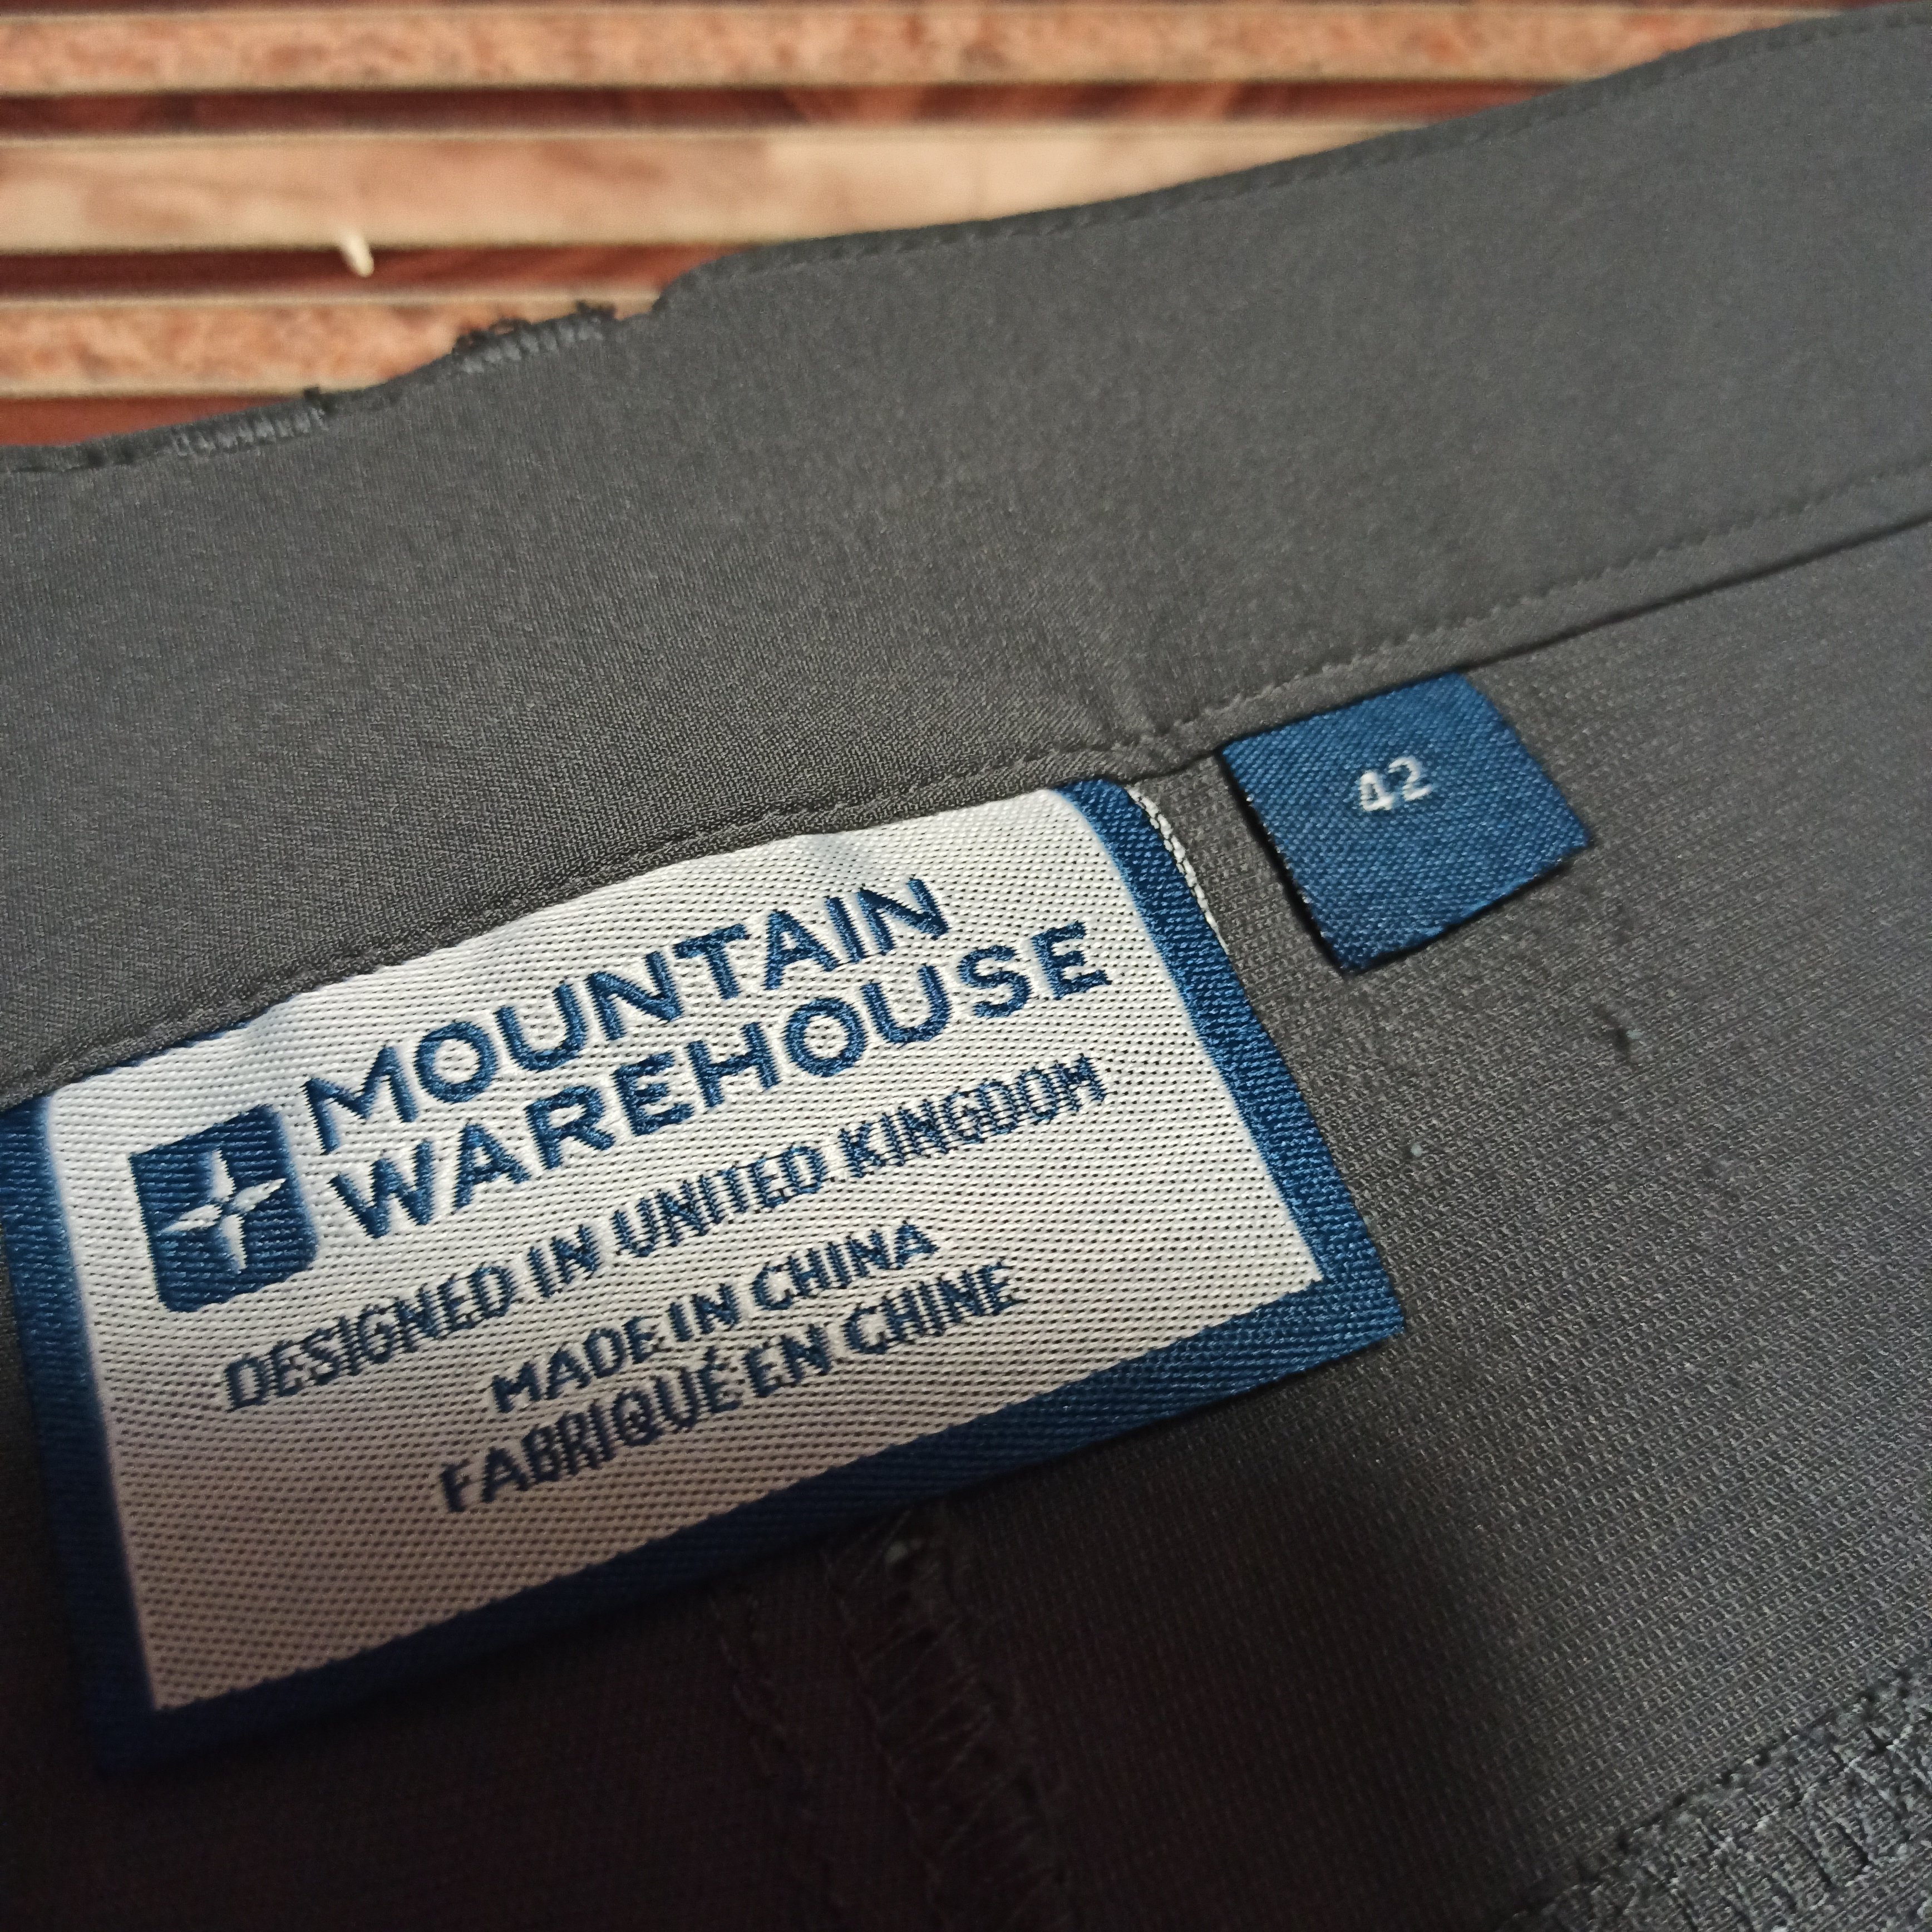 MOUNTAIN
WAREHOUSE
DESIGNED IN UNITED KINGDOM
MADE IN CHINA
FABRIQUÉ EN CHINE
42